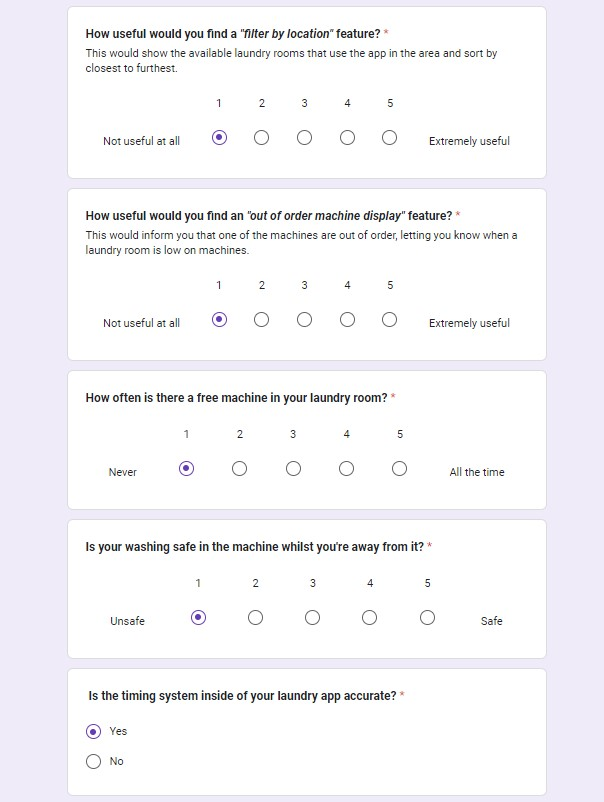 How useful would you find a "filter by location" feature? *
This would show the available laundry rooms that use the app in the area and sort by
closest to furthest.
1 2 3 4 5
Not useful at all Extremely useful
How useful would you find an "out of order machine display" feature? *
This would inform you that one of the machines are out of order, letting you know when a
laundry room is low on machines.
1 2 3 4 5
Not useful at all Extremely useful
How often is there a free machine in your laundry room? *
1 2 3 4 5
Never All the time
Is your washing safe in the machine whilst you're away from it? *
1 2 3 4 5
Unsafe Safe
Is the timing system inside of your laundry app accurate? *
Yes
No